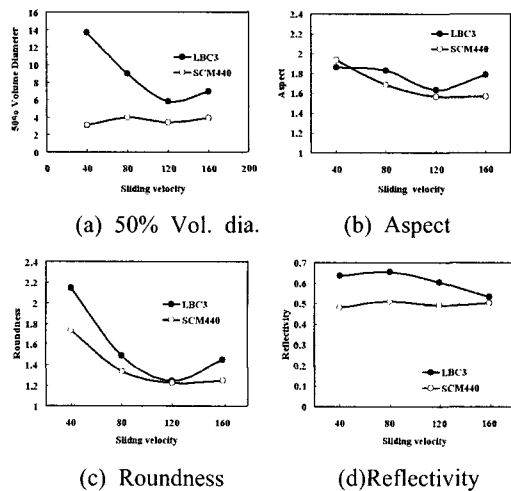 16
14
12
10
8
6
4
2
0
50% Volume Diameter
LBC3
SCM440
0 40 80 120 160 200
Sliding velocity
(a) 50% Vol. dia.
2.4
2.2
2
1.8
1.6
1.4
1.2
1
Aspect
LBC3
SCM440
40 80 120 160
Sliding velocity
(b) Aspect
2.4
2.2
2
1.8
1.6
1.4
1.2
1
Roundness
LBC3
SCM440
40 80 120 160
Sliding velocity
(c) Roundness
0.7
0.6
0.5
0.4
0.3
0.2
0.1
0
Reflectivity
LBC3
SCM440
40 80 120 160
Sliding velocity
(d)Reflectivity